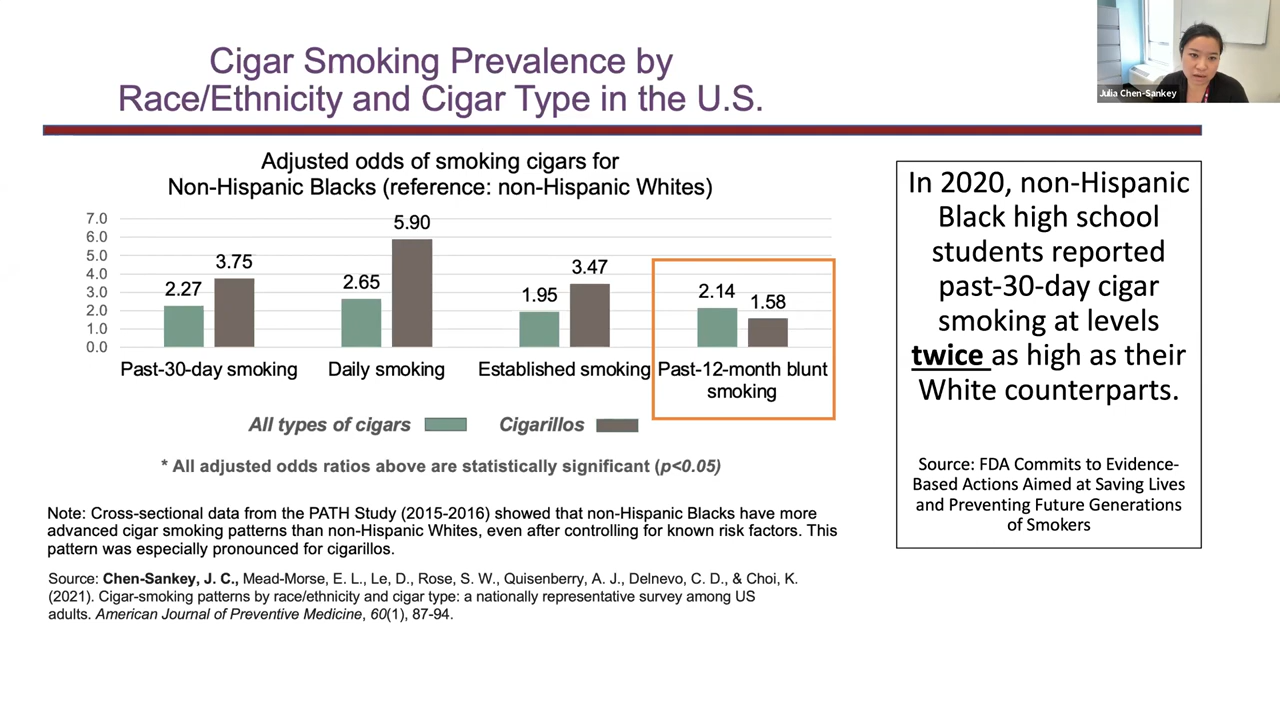 Cigar Smoking Prevalence by
Race/Ethnicity and Cigar Type in the U.S.
Julia Chen-Sankey
Adjusted odds of smoking cigars for
Non-Hispanic Blacks (reference: non-Hispanic Whites)
7.0
6.0
5.0
4.0
3.0
2.0
1.0
0.0
2.27
3.75
2.65
5.90
1.95
3.47
2.14
1.58
Past-30-day smoking
Daily smoking
Established smoking
Past-12-month blunt
smoking
All types of cigars
Cigarillos
* All adjusted odds ratios above are statistically significant (p<0.05)
Note: Cross-sectional data from the PATH Study (2015-2016) showed that non-Hispanic Blacks have more
advanced cigar smoking patterns than non-Hispanic Whites, even after controlling for known risk factors. This
pattern was especially pronounced for cigarillos.
Source: Chen-Sankey, J. C., Mead-Morse, E. L., Le, D., Rose, S. W., Quisenberry, A. J., Delnevo, C. D., & Choi, K.
(2021). Cigar-smoking patterns by race/ethnicity and cigar type: a nationally representative survey among US
adults. American Journal of Preventive Medicine, 60(1), 87-94.
In 2020, non-Hispanic
Black high school
students reported
past-30-day cigar
smoking at levels
twice as high as their
White counterparts.
Source: FDA Commits to Evidence-
Based Actions Aimed at Saving Lives
and Preventing Future Generations
of Smokers